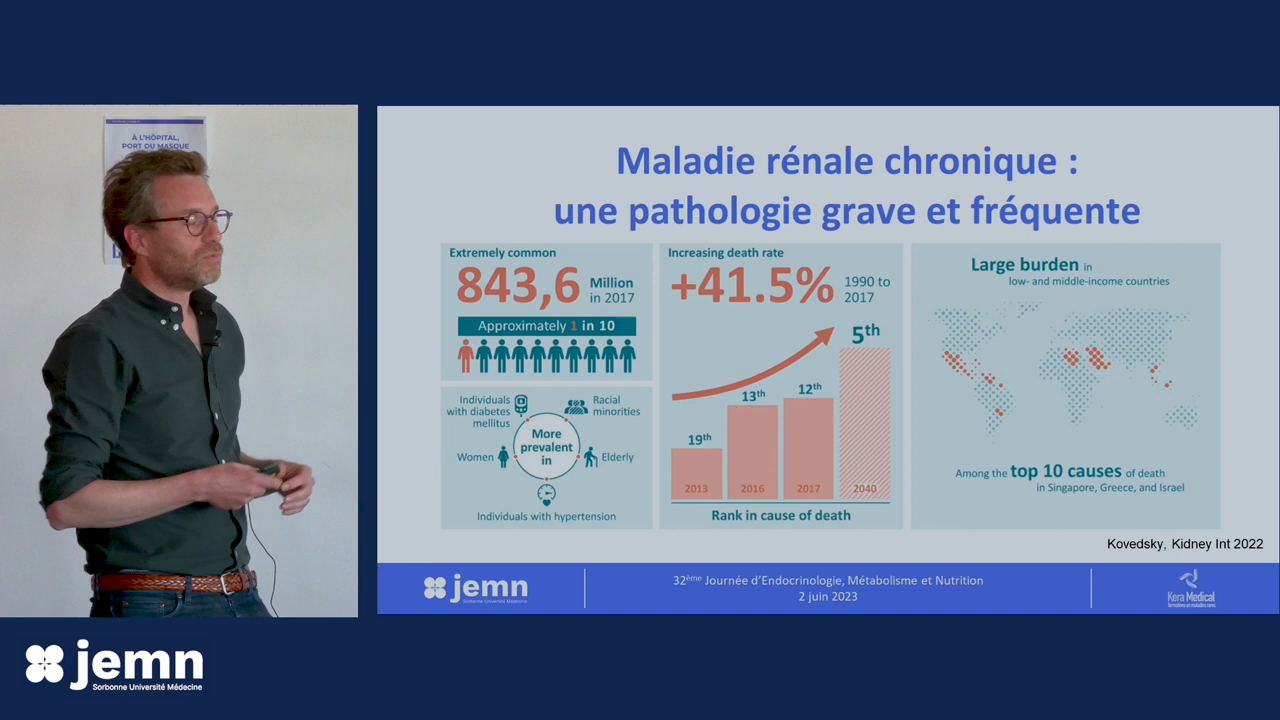 À L'HÔPITAL,
PORT DU MASQUE
Maladie rénale chronique :
une pathologie grave et fréquente
Extremely common
843,6 Million
in 2017
Approximately 1 in 10
Individuals
with diabetes
mellitus
Racial
minorities
More
prevalent
in
Women
Elderly
Individuals with hypertension
Increasing death rate
+41.5% 1990 to
2017
19th
13th
12th
5th
2013 2016 2017 2040
Rank in cause of death
Large burden in
low- and middle-income countries
Among the top 10 causes of death
in Singapore, Greece, and Israel
Kovedsky, Kidney Int 2022
jemn
Sorbonne Université Médecine
32ème Journée d'Endocrinologie, Métabolisme et Nutrition
2 juin 2023
Kera Medical
formations en maladies rares
jemn
Sorbonne Université Médecine